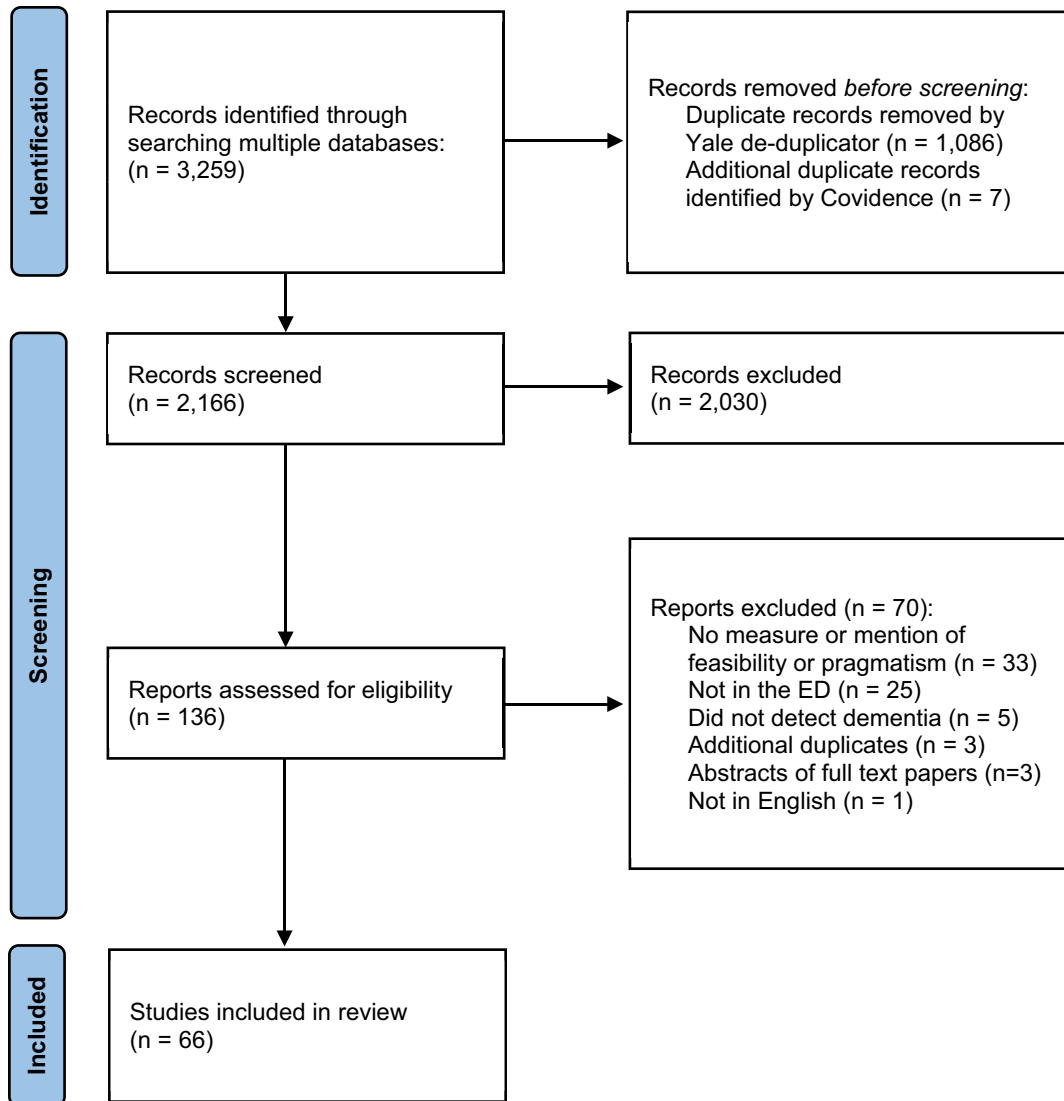 Identification
Records identified through
searching multiple databases:
(n = 3,259)
Records removed before screening:
Duplicate records removed by
Yale de-duplicator (n = 1,086)
Additional duplicate records
identified by Covidence (n = 7)
Screening
Records screened
(n = 2,166)
Records excluded
(n = 2,030)
Reports assessed for eligibility
(n = 136)
Reports excluded (n = 70):
No measure or mention of
feasibility or pragmatism (n = 33)
Not in the ED (n = 25)
Did not detect dementia (n = 5)
Additional duplicates (n = 3)
Abstracts of full text papers (n=3)
Not in English (n = 1)
Included
Studies included in review
(n = 66)